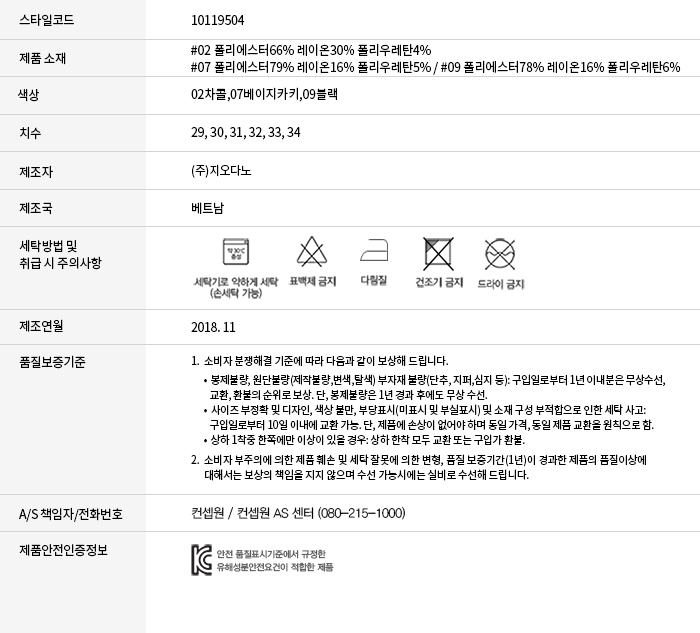 스타일코드
10119504
제품 소재
#02 폴리에스터66% 레이온30% 폴리우레탄4%
#07 폴리에스터79% 레이온16% 폴리우레탄5% / #09 폴리에스터78% 레이온16% 폴리우레탄6%
색상
02차콜,07베이지카키,09블랙
치수
29, 30, 31, 32, 33, 34
제조자
(주)지오다노
제조국
베트남
세탁방법 및
취급 시 주의사항
약 30℃
중성
세탁기로 약하게 세탁
(손세탁 가능)
표백제 금지
다림질
건조기 금지
드라이 금지
제조연월
2018. 11
품질보증기준
1. 소비자 분쟁해결 기준에 따라 다음과 같이 보상해 드립니다.
• 봉제불량, 원단불량(제작불량,변색,탈색) 부자재 불량(단추, 지퍼,심지 등): 구입일로부터 1년 이내분은 무상수선,
교환, 환불의 순위로 보상. 단, 봉제불량은 1년 경과 후에도 무상 수선.
• 사이즈 부정확 및 디자인, 색상 불만, 부당표시(미표시 및 부실표시) 및 소재 구성 부적합으로 인한 세탁 사고:
구입일로부터 10일 이내에 교환 가능. 단, 제품에 손상이 없어야 하며 동일 가격, 동일 제품 교환을 원칙으로 함.
• 상하 1착중 한쪽에만 이상이 있을 경우: 상하 한착 모두 교환 또는 구입가 환불.
2. 소비자 부주의에 의한 제품 훼손 및 세탁 잘못에 의한 변형, 품질 보증기간(1년)이 경과한 제품의 품질이상에
대해서는 보상의 책임을 지지 않으며 수선 가능시에는 실비로 수선해 드립니다.
A/S 책임자/전화번호
컨셉원 / 컨셉원 AS 센터 (080-215-1000)
제품안전인증정보
안전 품질표시기준에서 규정한
유해성분안전요건이 적합한 제품